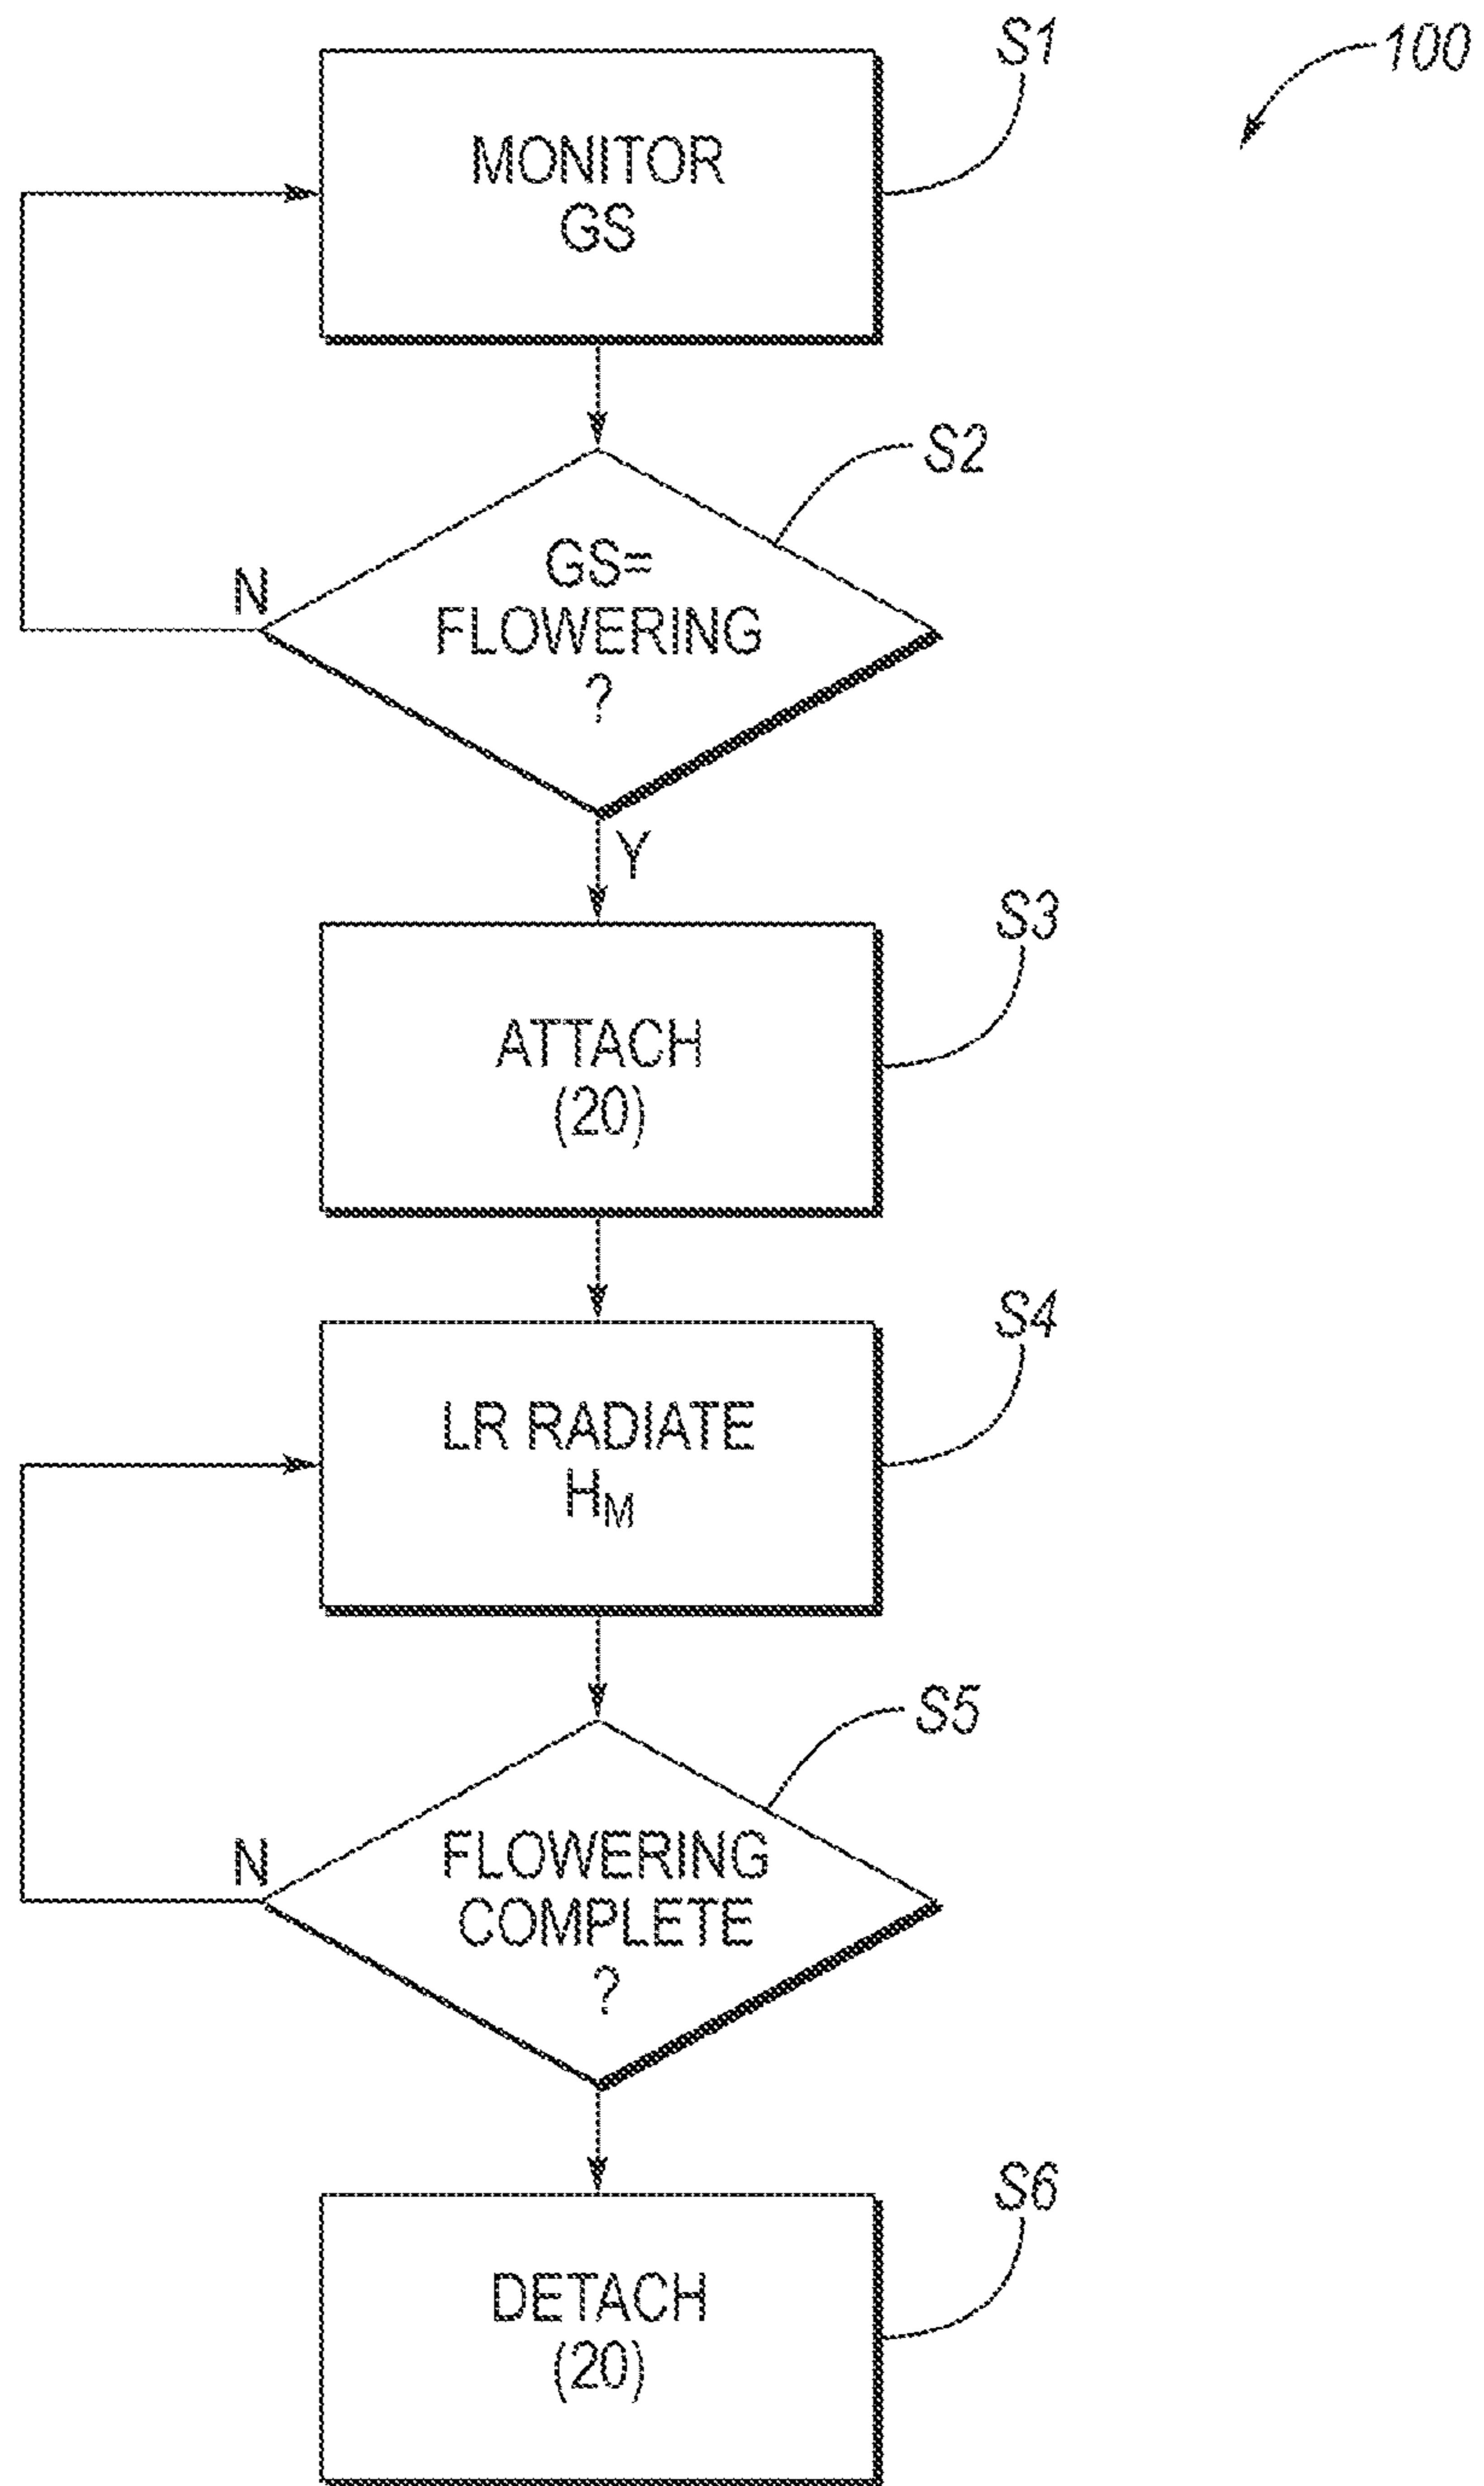 S1
100
MONITOR
GS
S2
GS=
FLOWERING
?
N
Y
S3
ATTACH
(20)
S4
LR RADIATE
HM
S5
FLOWERING
COMPLETE
?
N
S6
DETACH
(20)